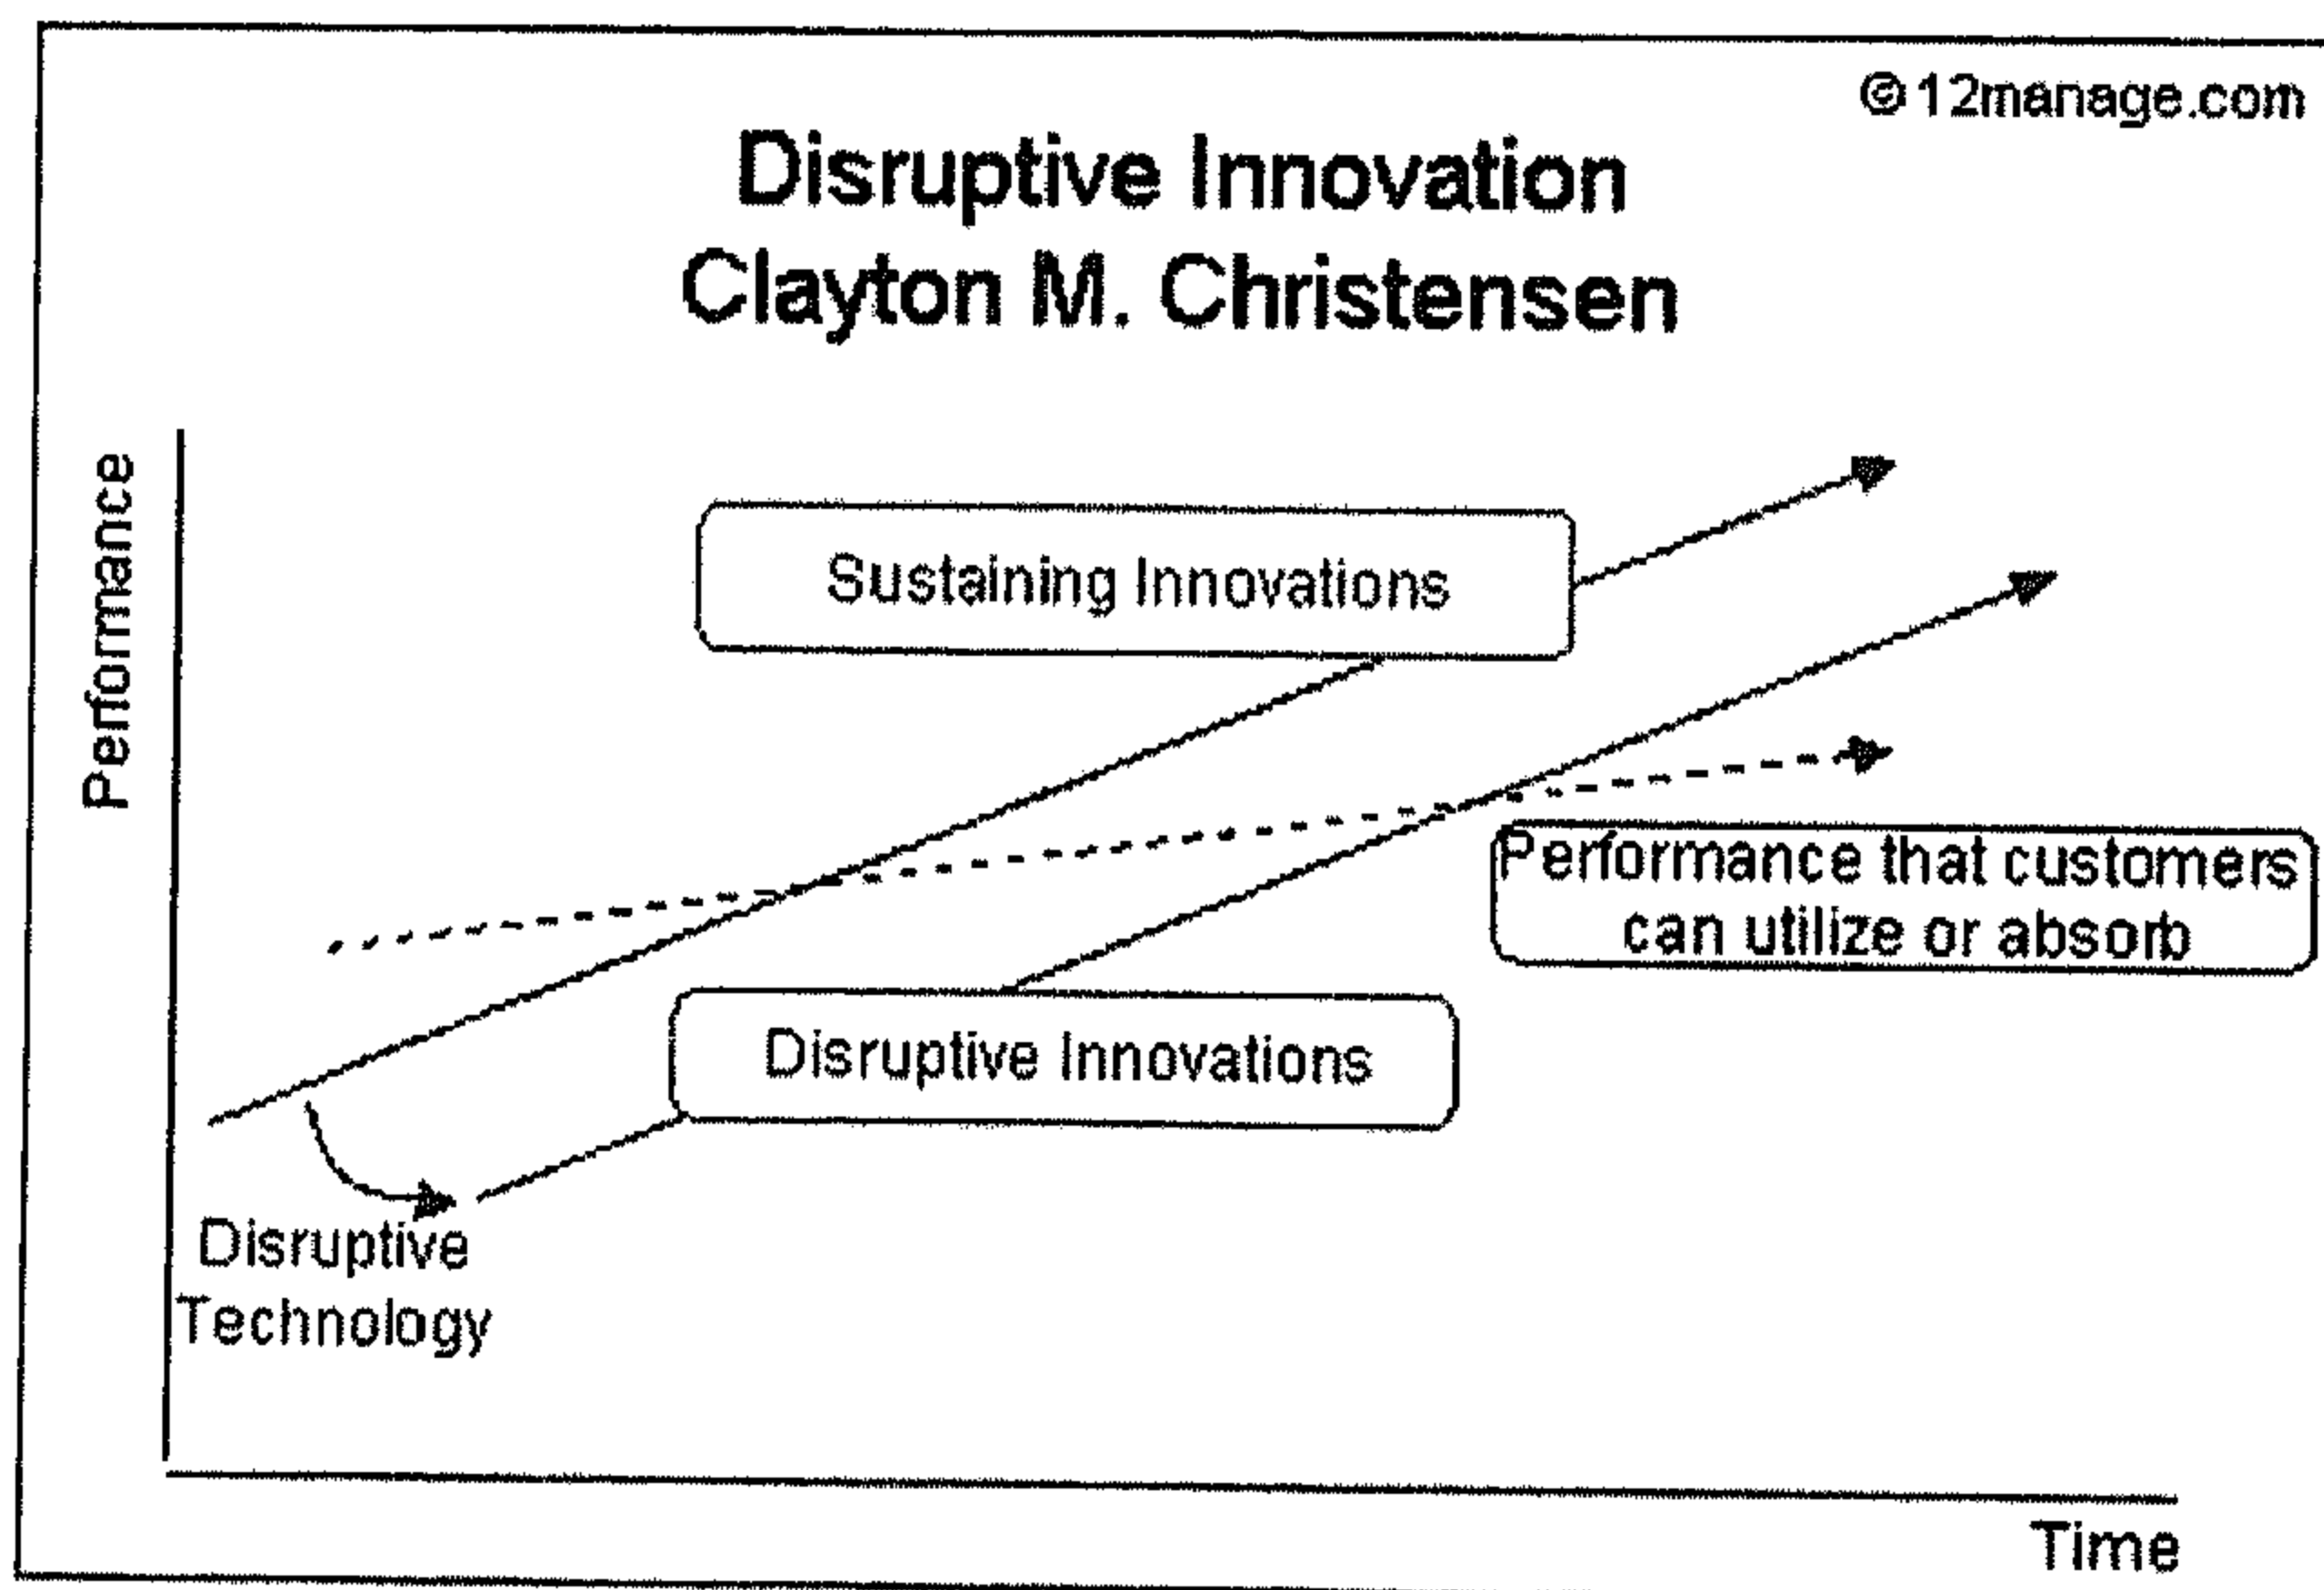 © 12manage.com
Disruptive Innovation
Clayton M. Christensen
Performance
Sustaining Innovations
Performance that customers
can utilize or absorb
Disruptive Innovations
Disruptive
Technology
Time